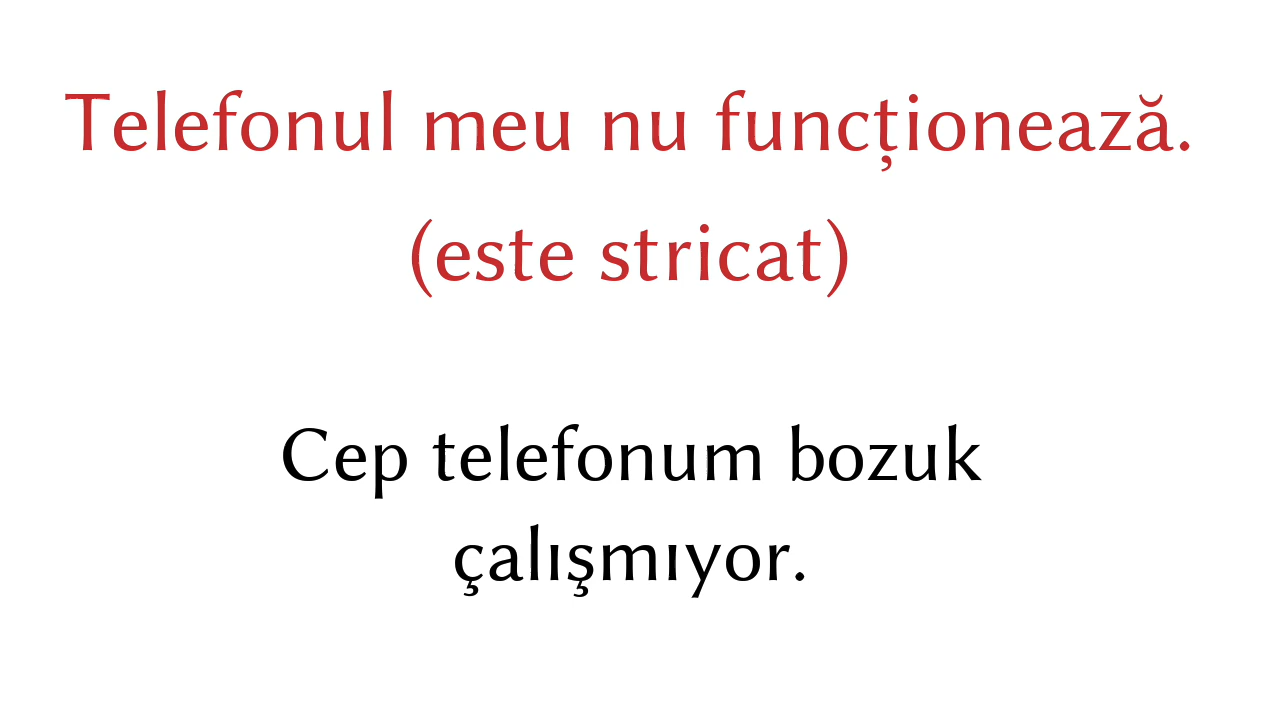 Telefonul meu nu funcționează.
(este stricat)
Cep telefonum bozuk
çalışmıyor.